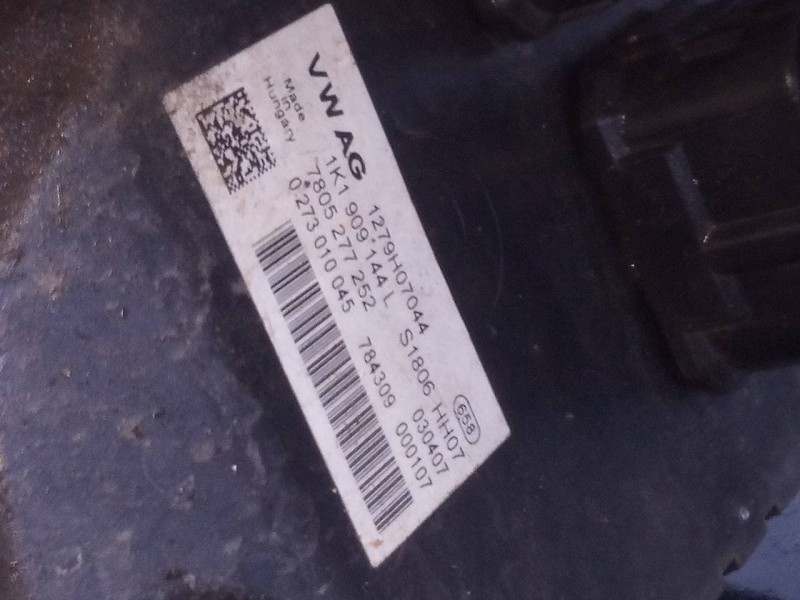 VW AG 1279H07044 658
Made in Hungary
1K1 909 144 L S1806 HH07
7805 277 252 030407
0 273 010 045 784309 000107